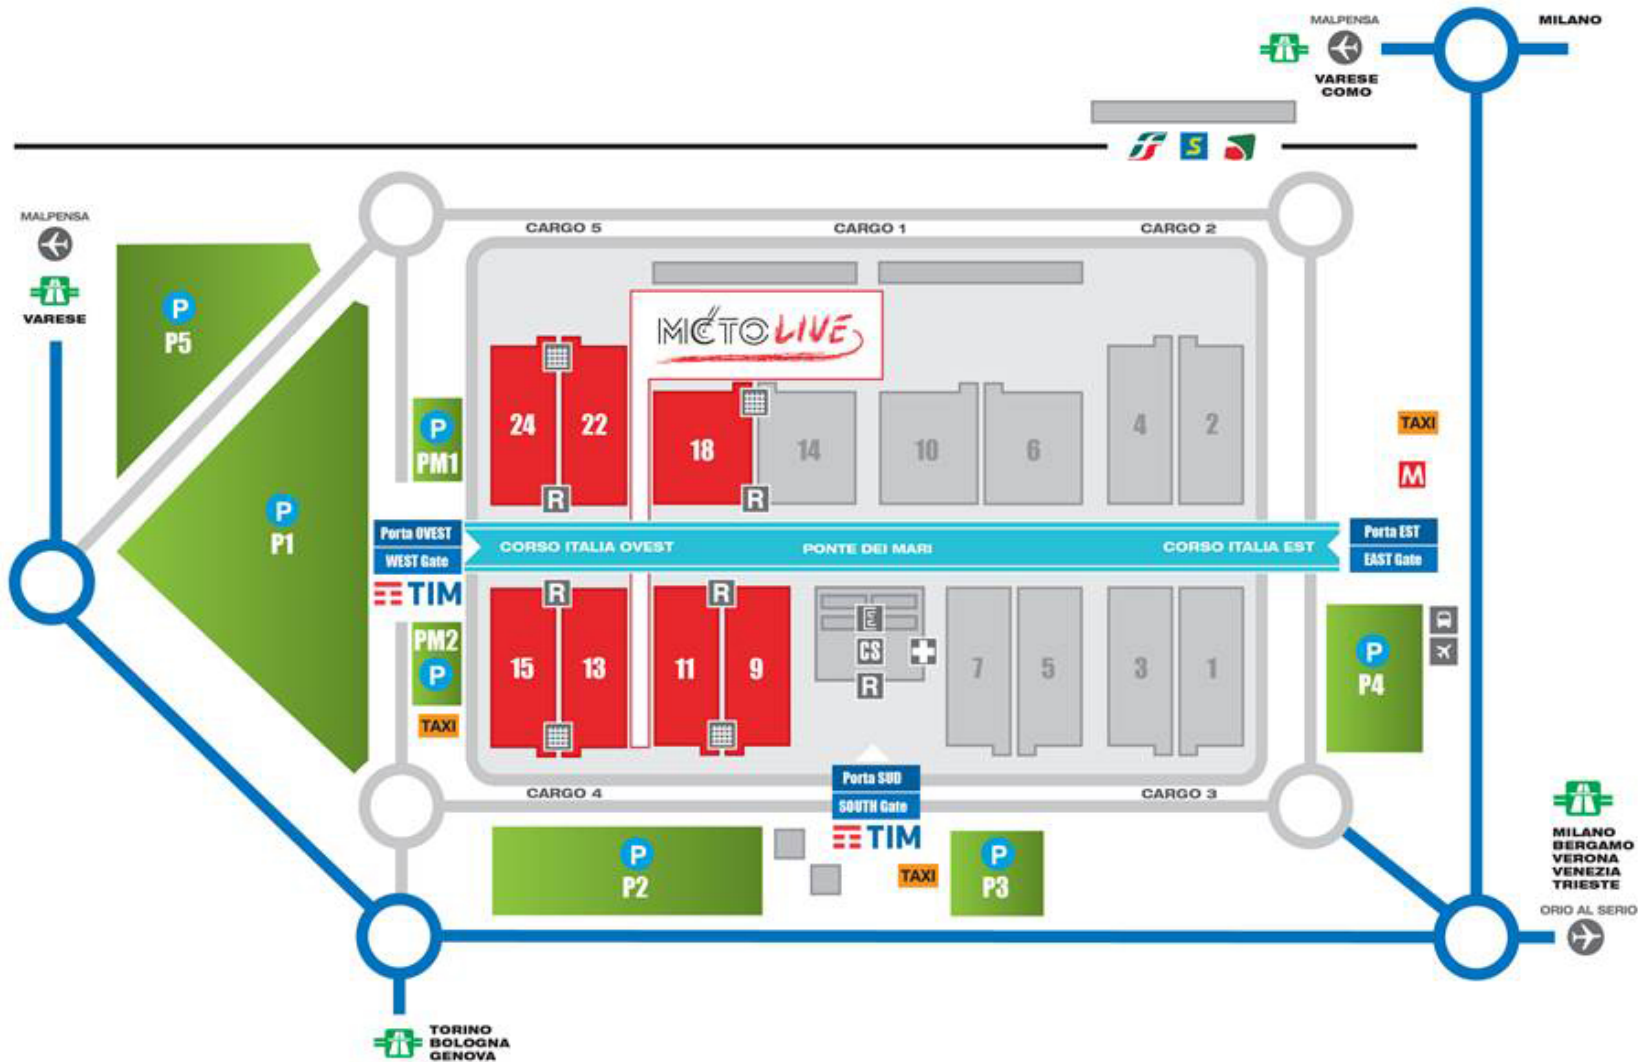 MALPENSA
VARESE
COMO
MILANO
S
MALPENSA
VARESE
CARGO 5
CARGO 1
CARGO 2
P
P5
MOTO LIVE
P
PM1
24
22
18
14
10
6
4
2
R
R
TAXI
M
P
P1
Porta OVEST
WEST Gate
TIM
CORSO ITALIA OVEST
PONTE DEI MARI
CORSO ITALIA EST
Porta EST
EAST Gate
PM2
P
TAXI
R
R
15
13
11
9
E
CS
R
7
5
3
1
P
P4
CARGO 4
Porta SUD
SOUTH Gate
TIM
CARGO 3
P
P2
TAXI
P
P3
MILANO
BERGAMO
VERONA
VENEZIA
TRIESTE
ORIO AL SERIO
TORINO
BOLOGNA
GENOVA